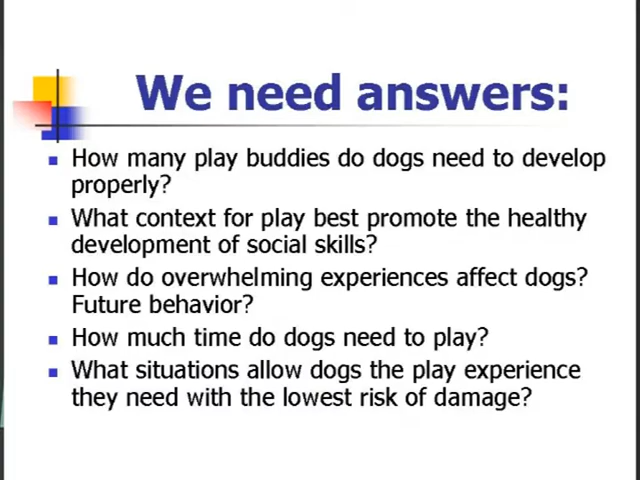 We need answers:
How many play buddies do dogs need to develop
properly?
What context for play best promote the healthy
development of social skills?
How do overwhelming experiences affect dogs?
Future behavior?
How much time do dogs need to play?
What situations allow dogs the play experience
they need with the lowest risk of damage?